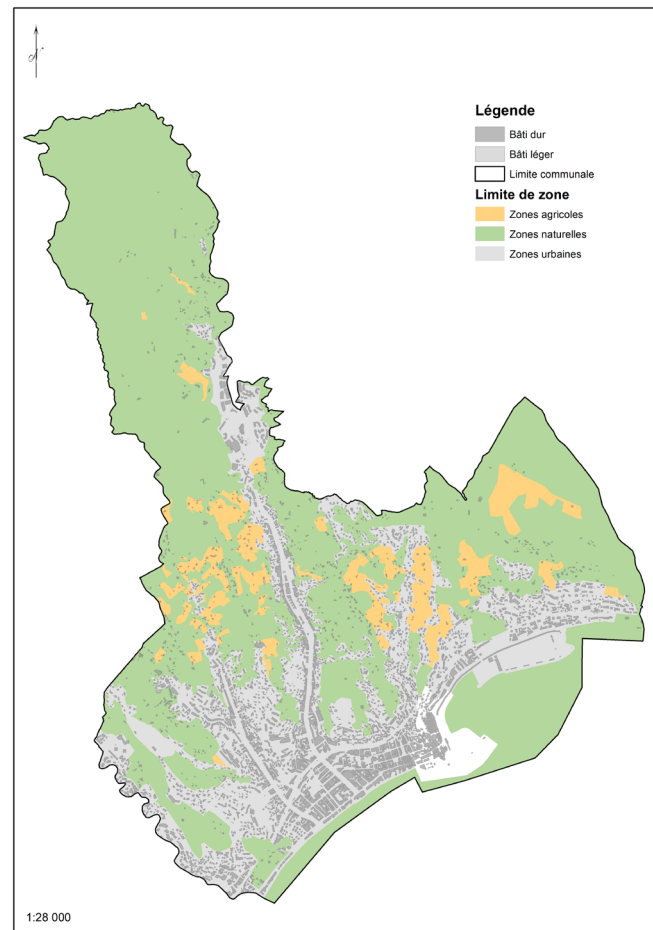 N
Légende
Bâti dur
Bâti léger
Limite communale
Limite de zone
Zones agricoles
Zones naturelles
Zones urbaines
1:28 000